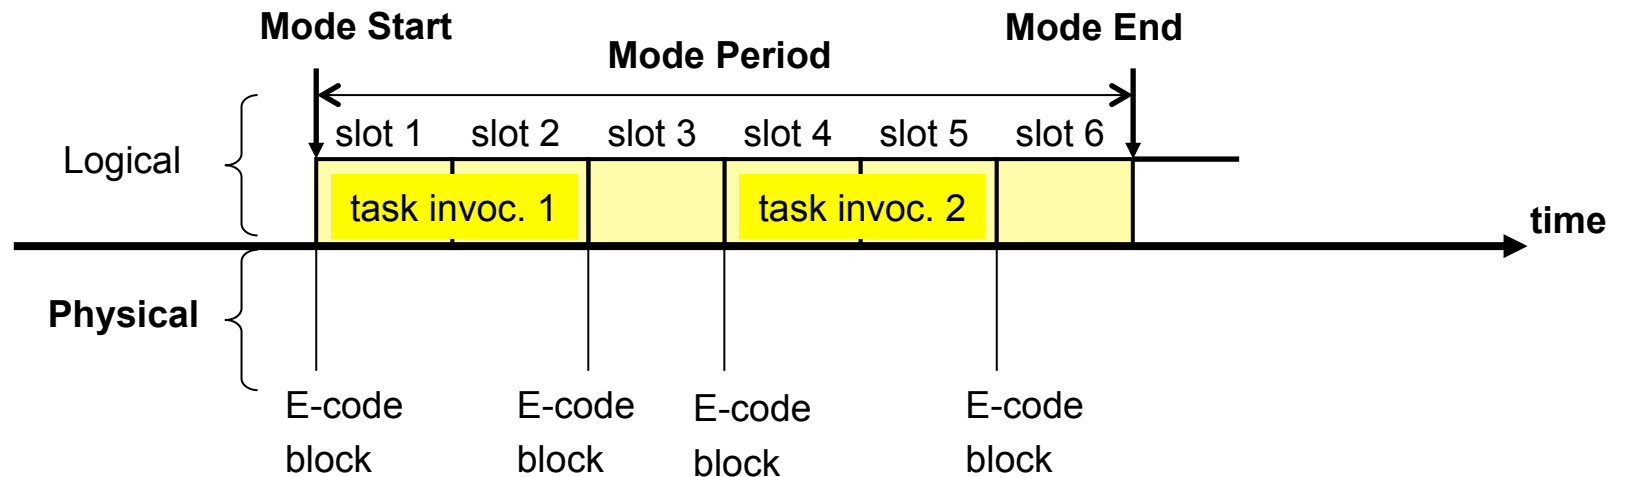 Mode Start
Mode End
Mode Period
slot 1 slot 2 slot 3 slot 4 slot 5 slot 6
Logical
task invoc. 1 task invoc. 2
time
Physical
E-code E-code E-code E-code
block block block block